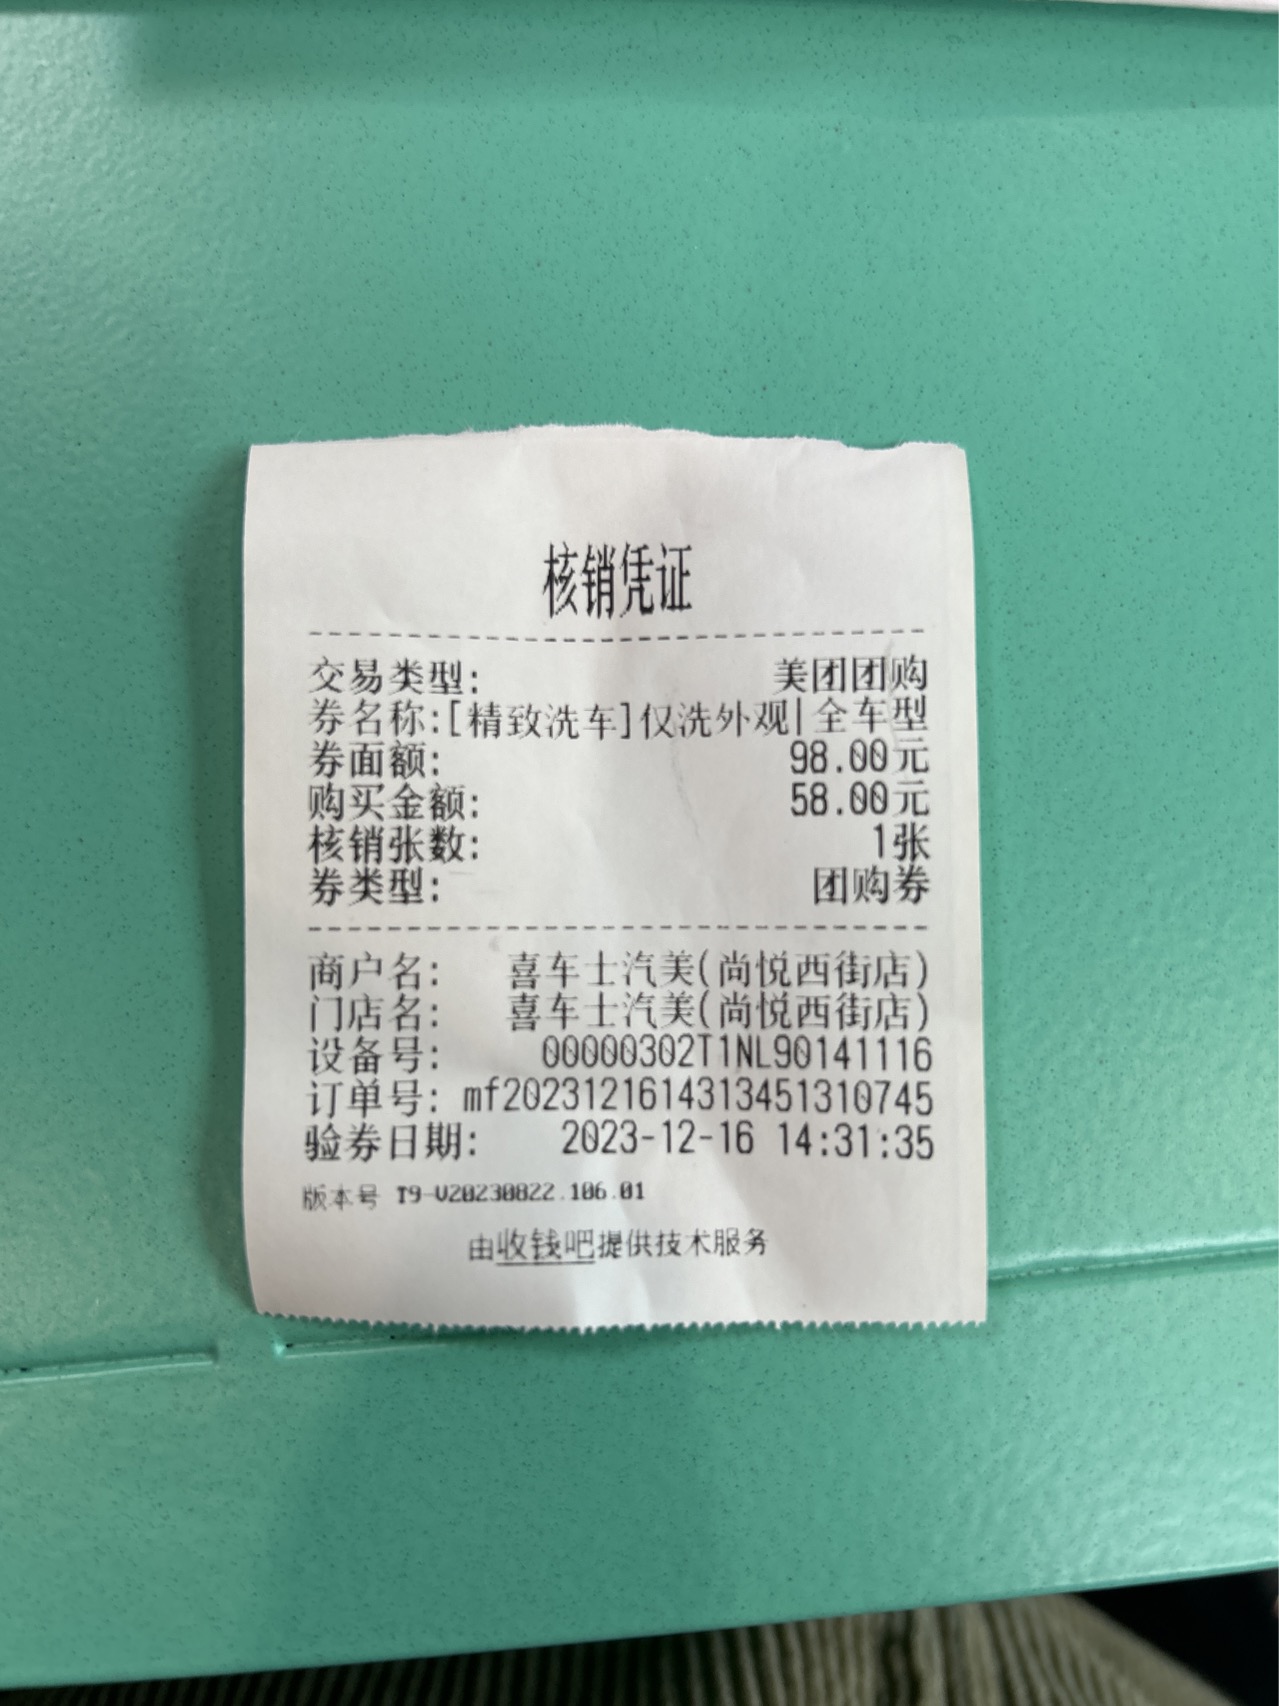 核销凭证
交易类型: 美团团购
券名称:[精致洗车]仅洗外观|全车型
券面额: 98.00元
购买金额: 58.00元
核销张数: 1张
券类型: 团购券
商户名: 喜车士汽美(尚悦西街店)
门店名: 喜车士汽美(尚悦西街店)
设备号: 00000302T1NL90141116
订单号: mf2023121614313451310745
验券日期: 2023-12-16 14:31:35
版本号 T9-V20230822.106.01
由收钱吧提供技术服务